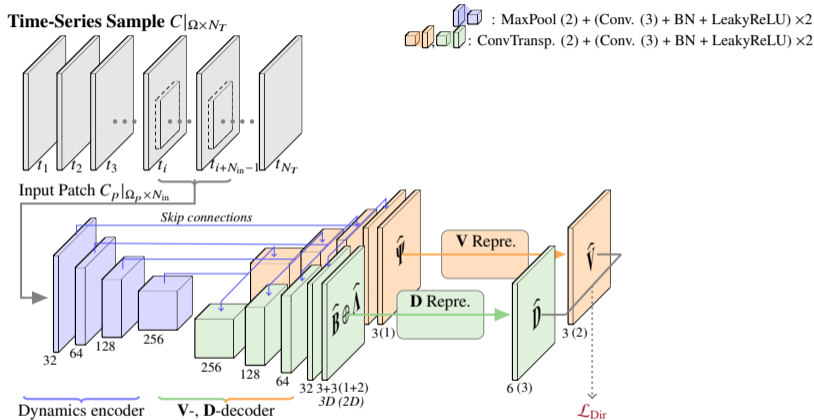 Time-Series Sample C|Ω×N_T
: MaxPool (2) + (Conv. (3) + BN + LeakyReLU) ×2
: ConvTransp. (2) + (Conv. (3) + BN + LeakyReLU) ×2
t_1 t_2 t_3 t_i t_{i+N_in−1} t_{N_T}
Input Patch C_p|Ω_p×N_in
Skip connections
Ψ̂
V Repre.
V̂
B̂ ⊕ Λ̂
D Repre.
D̂
3(1)
3 (2)
32
64
128
256
256
128
64
32
3+3(1+2)
3D (2D)
6 (3)
Dynamics encoder
V-, D-decoder
ℒ_Dir